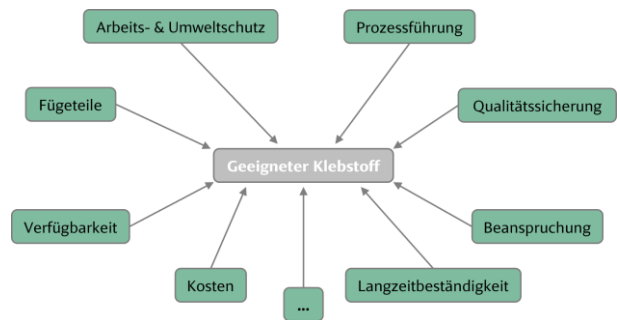 Arbeits- & Umweltschutz
Prozessführung
Fügeteile
Qualitätssicherung
Geeigneter Klebstoff
Verfügbarkeit
Beanspruchung
Kosten
Langzeitbeständigkeit
...